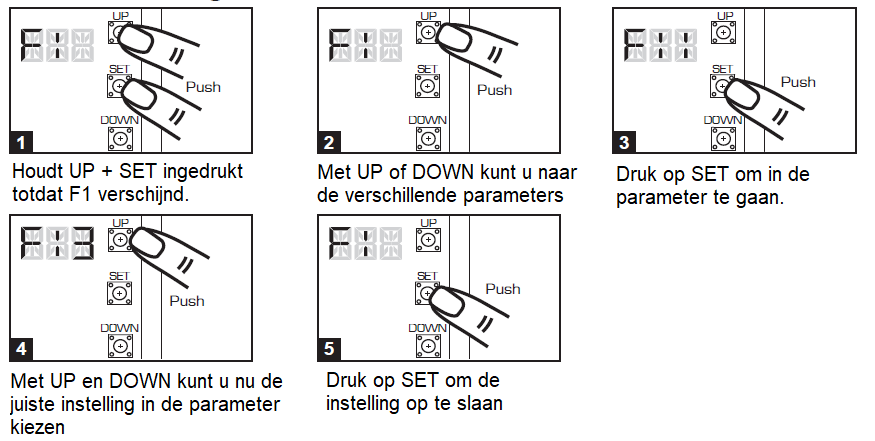 UP
F1
SET
Push
DOWN
1
Houdt UP + SET ingedrukt
totdat F1 verschijnd.
UP
F1
SET
Push
DOWN
2
Met UP of DOWN kunt u naar
de verschillende parameters
UP
F11
SET
Push
DOWN
3
Druk op SET om in de
parameter te gaan.
UP
F13
SET
Push
DOWN
4
Met UP en DOWN kunt u nu de
juiste instelling in de parameter
kiezen
UP
F1
SET
Push
DOWN
5
Druk op SET om de
instelling op te slaan